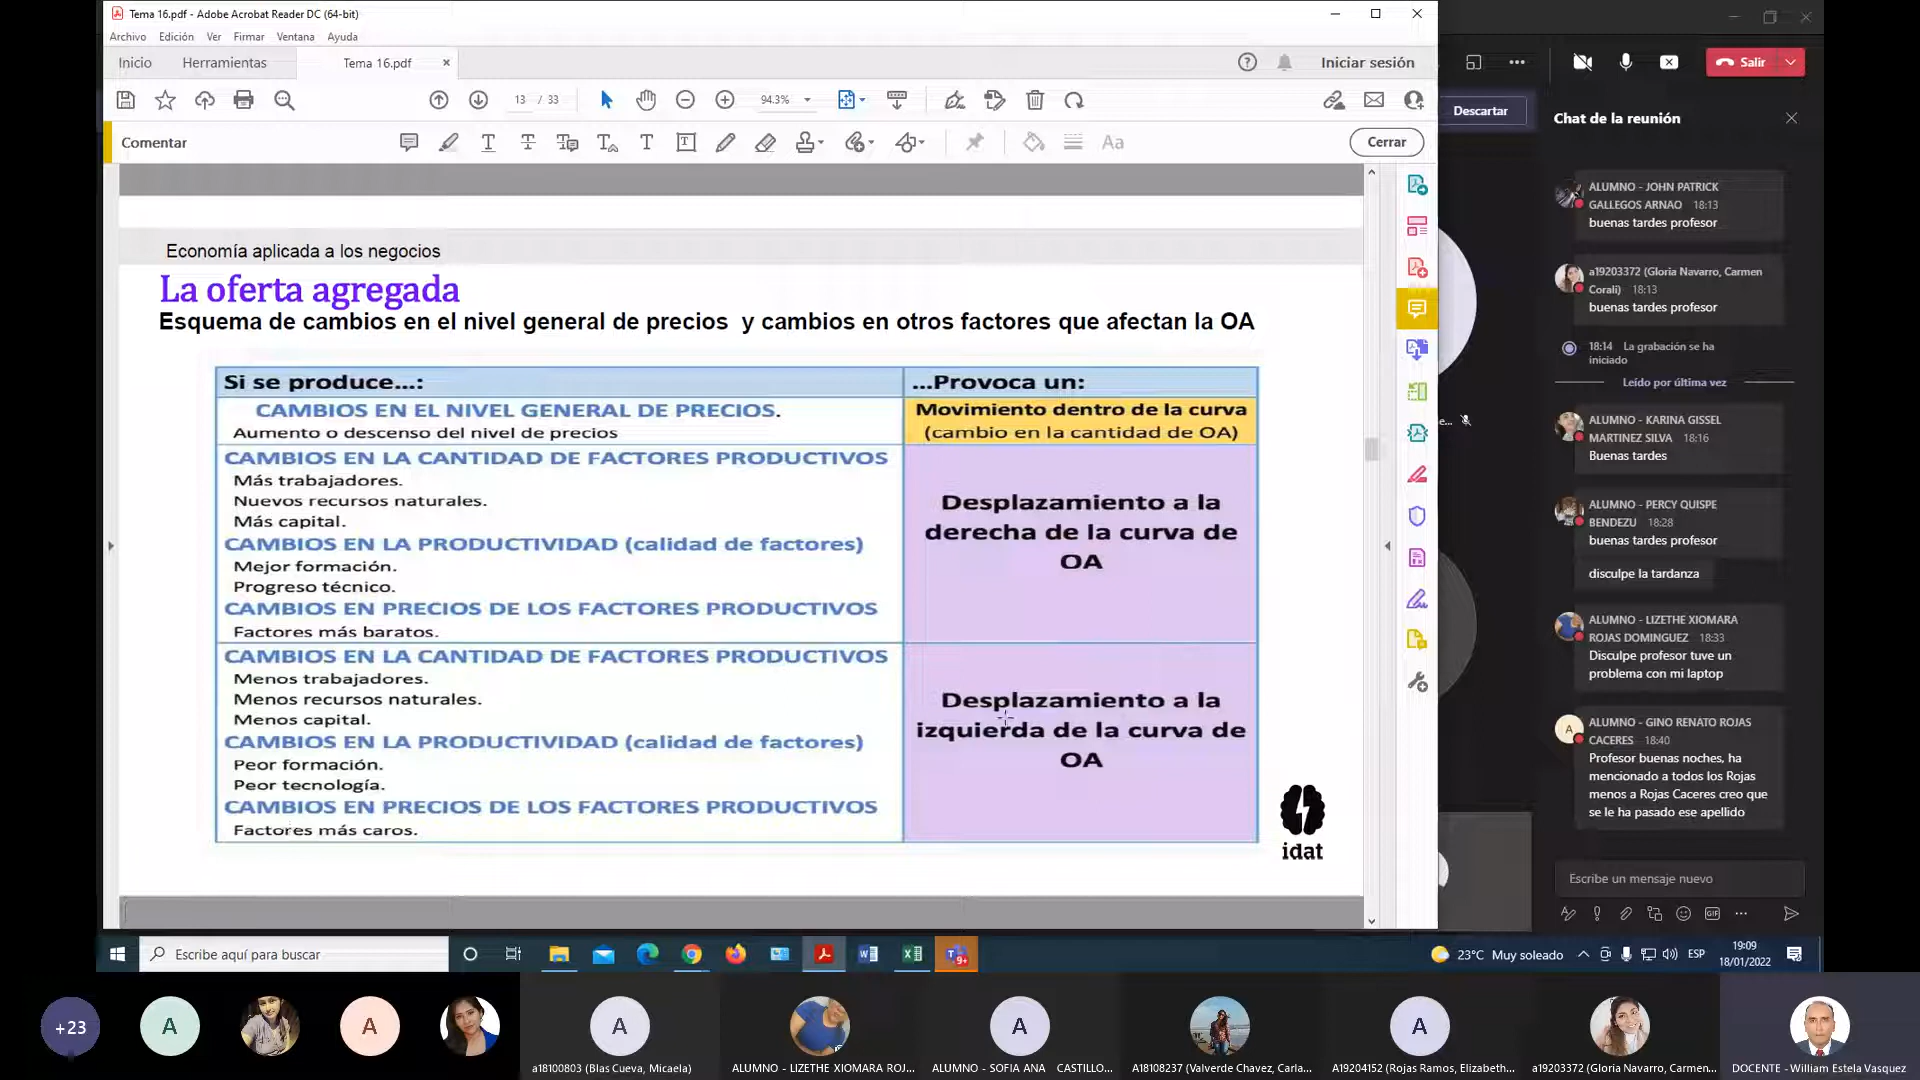 Tema 16.pdf - Adobe Acrobat Reader DC (64-bit)
Archivo Edición Ver Firmar Ventana Ayuda
Inicio Herramientas Tema 16.pdf × Iniciar sesión
13 / 33 94.3%
Comentar Cerrar
Economía aplicada a los negocios
La oferta agregada
Esquema de cambios en el nivel general de precios y cambios en otros factores que afectan la OA
Si se produce...: ...Provoca un:
CAMBIOS EN EL NIVEL GENERAL DE PRECIOS.
Aumento o descenso del nivel de precios
Movimiento dentro de la curva
(cambio en la cantidad de OA)
CAMBIOS EN LA CANTIDAD DE FACTORES PRODUCTIVOS
Más trabajadores.
Nuevos recursos naturales.
Más capital.
CAMBIOS EN LA PRODUCTIVIDAD (calidad de factores)
Mejor formación.
Progreso técnico.
CAMBIOS EN PRECIOS DE LOS FACTORES PRODUCTIVOS
Factores más baratos.
Desplazamiento a la
derecha de la curva de
OA
CAMBIOS EN LA CANTIDAD DE FACTORES PRODUCTIVOS
Menos trabajadores.
Menos recursos naturales.
Menos capital.
CAMBIOS EN LA PRODUCTIVIDAD (calidad de factores)
Peor formación.
Peor tecnología.
CAMBIOS EN PRECIOS DE LOS FACTORES PRODUCTIVOS
Factores más caros.
Desplazamiento a la
izquierda de la curva de
OA
idat
Salir
Descartar
Chat de la reunión
ALUMNO - JOHN PATRICK
GALLEGOS ARNAO 18:13
buenas tardes profesor
a19203372 (Gloria Navarro, Carmen
Corali) 18:13
buenas tardes profesor
18:14 La grabación se ha
iniciado
Leído por última vez
ALUMNO - KARINA GISSEL
MARTINEZ SILVA 18:16
Buenas tardes
ALUMNO - PERCY QUISPE
BENDEZU 18:28
buenas tardes profesor
disculpe la tardanza
ALUMNO - LIZETHE XIOMARA
ROJAS DOMINGUEZ 18:33
Disculpe profesor tuve un
problema con mi laptop
A
ALUMNO - GINO RENATO ROJAS
CACERES 18:40
Profesor buenas noches, ha
mencionado a todos los Rojas
menos a Rojas Caceres creo que
se le ha pasado ese apellido
Escribe un mensaje nuevo
GIF
e...
Escribe aquí para buscar
9+
23°C Muy soleado ESP
19:09
18/01/2022
+23 A A A A A
a18100803 (Blas Cueva, Micaela) ALUMNO - LIZETHE XIOMARA ROJ... ALUMNO - SOFIA ANA CASTILLO... A18108237 (Valverde Chavez, Carla... A19204152 (Rojas Ramos, Elizabeth... a19203372 (Gloria Navarro, Carmen... DOCENTE - William Estela Vasquez